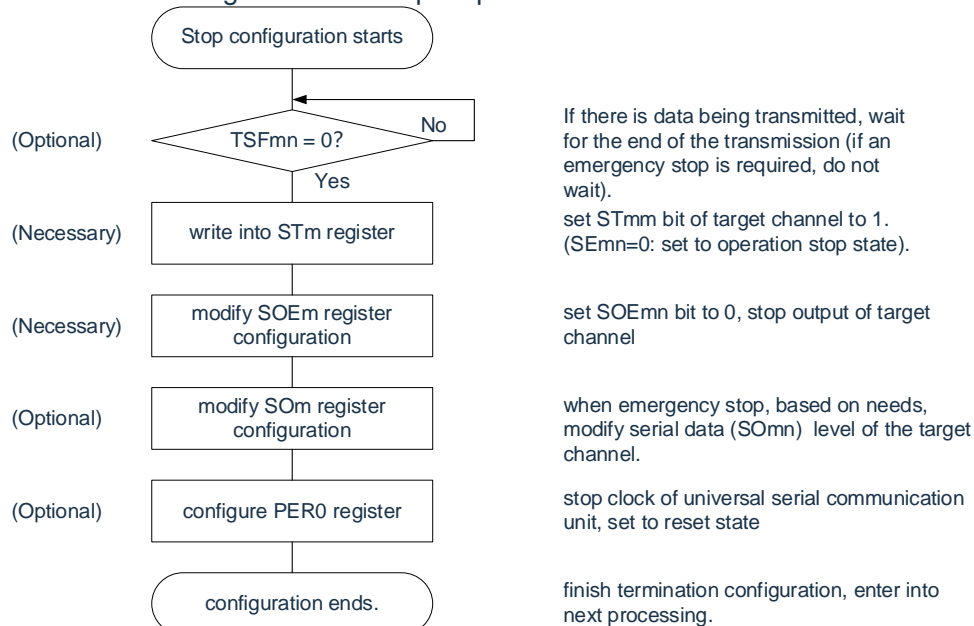 Stop configuration starts
(Optional)
TSFmn = 0?
No
Yes
If there is data being transmitted, wait
for the end of the transmission (if an
emergency stop is required, do not
wait).
(Necessary)
write into STm register
set STmm bit of target channel to 1.
(SEmn=0: set to operation stop state).
(Necessary)
modify SOEm register
configuration
set SOEmn bit to 0, stop output of target
channel
(Optional)
modify SOm register
configuration
when emergency stop, based on needs,
modify serial data (SOmn) level of the target
channel.
(Optional)
configure PER0 register
stop clock of universal serial communication
unit, set to reset state
configuration ends.
finish termination configuration, enter into
next processing.